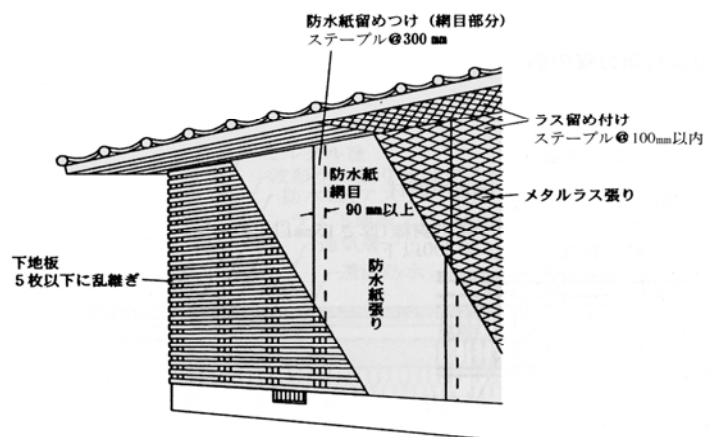 防水紙留めつけ（網目部分）
ステープル@300㎜
ラス留め付け
ステープル@100㎜以内
防水紙
網目
90㎜以上
メタルラス張り
下地板
5枚以下に乱継ぎ
防水紙張り